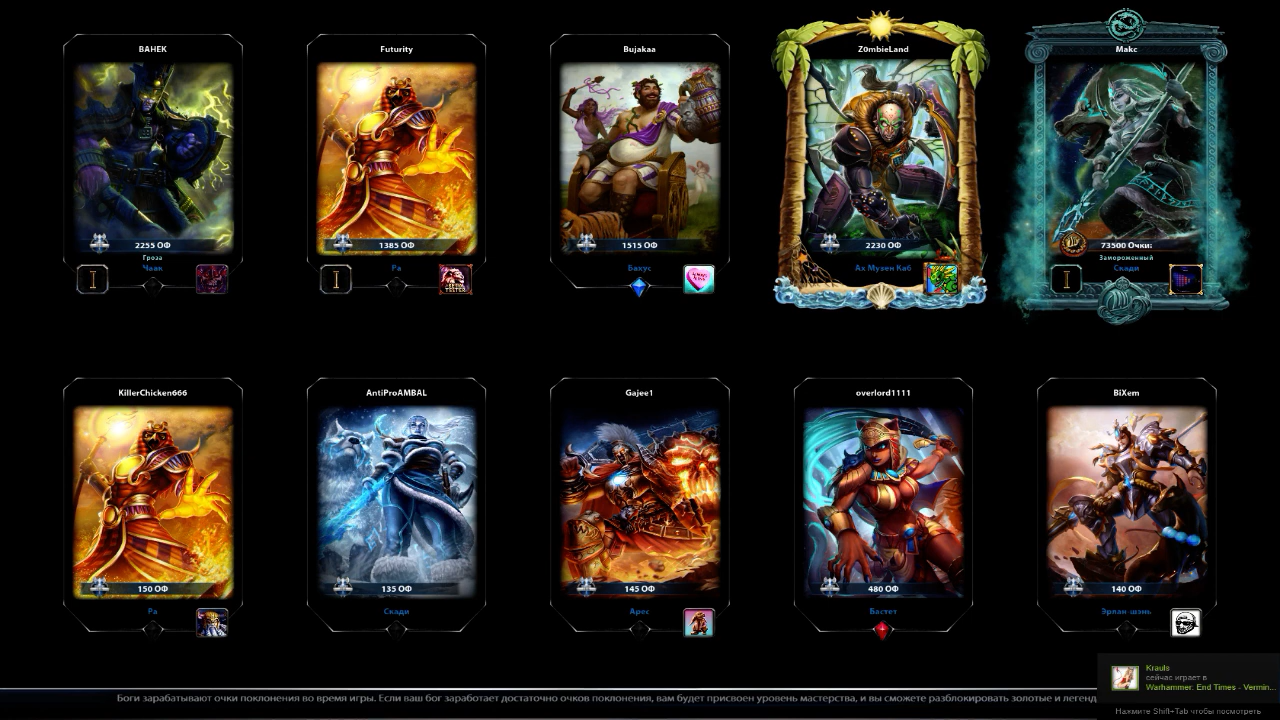 ВАНЕК
2255 ОФ
Гроза
Чаак
Futurity
1385 ОФ
Ра
Bujakaa
1515 ОФ
Бахус
Z0mbieLand
2230 ОФ
Ах Музен Каб
Макс
73500 Очки:
Замороженный
Скади
KillerChicken666
150 ОФ
Ра
AntiProAMBAL
135 ОФ
Скади
Gajee1
145 ОФ
Арес
overlord1111
480 ОФ
Бастет
BiXem
140 ОФ
Эрлан-шэнь
Krauls
сейчас играет в
Warhammer: End Times - Vermin...
Боги зарабатывают очки поклонения во время игры. Если ваш бог заработает достаточно очков поклонения, вам будет присвоен уровень мастерства, и вы сможете разблокировать золотые и легенд
Нажмите Shift+Tab чтобы посмотреть